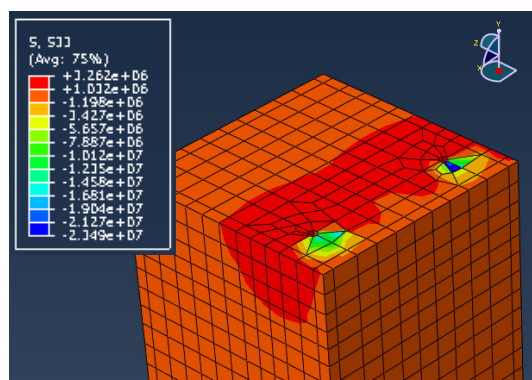 S, S33
(Avg: 75%)
+3.262e+06
+1.032e+06
-1.198e+06
-3.427e+06
-5.657e+06
-7.887e+06
-1.012e+07
-1.235e+07
-1.458e+07
-1.681e+07
-1.904e+07
-2.127e+07
-2.349e+07
Y
Z
X